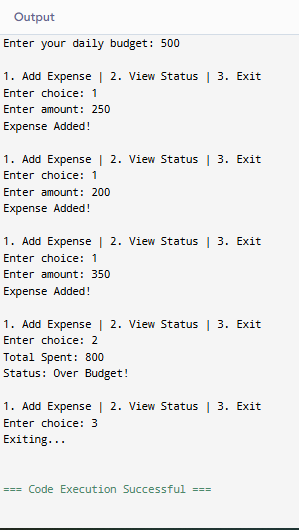 Output
Enter your daily budget: 500
1. Add Expense | 2. View Status | 3. Exit
Enter choice: 1
Enter amount: 250
Expense Added!
1. Add Expense | 2. View Status | 3. Exit
Enter choice: 1
Enter amount: 200
Expense Added!
1. Add Expense | 2. View Status | 3. Exit
Enter choice: 1
Enter amount: 350
Expense Added!
1. Add Expense | 2. View Status | 3. Exit
Enter choice: 2
Total Spent: 800
Status: Over Budget!
1. Add Expense | 2. View Status | 3. Exit
Enter choice: 3
Exiting...
=== Code Execution Successful ===